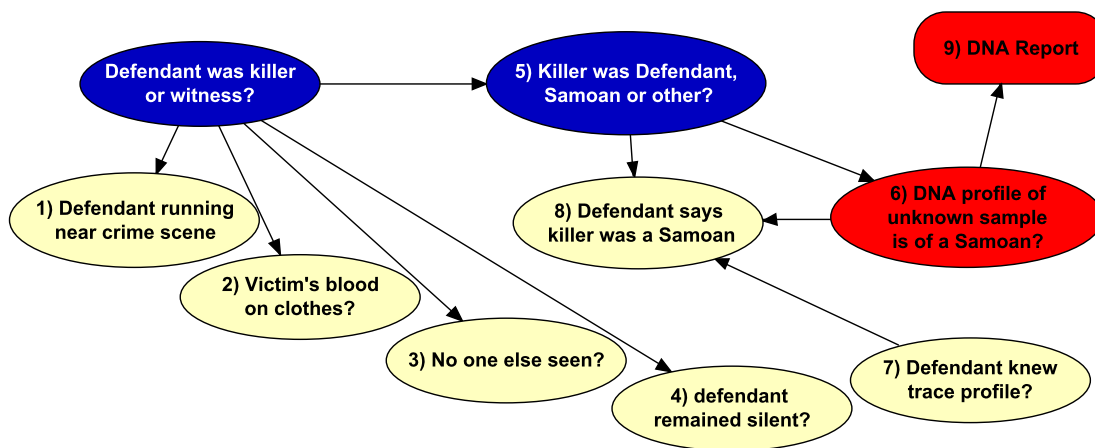 Defendant was killer
or witness?
5) Killer was Defendant,
Samoan or other?
9) DNA Report
1) Defendant running
near crime scene
8) Defendant says
killer was a Samoan
6) DNA profile of
unknown sample
is of a Samoan?
2) Victim's blood
on clothes?
3) No one else seen?
7) Defendant knew
trace profile?
4) defendant
remained silent?